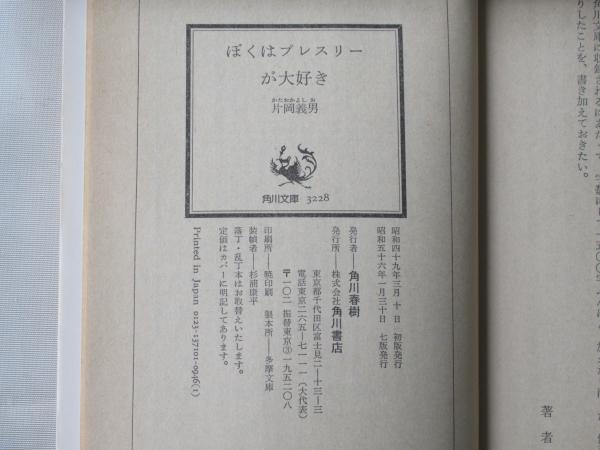 りしたことを、書き加えておきたい。
著者
ぼくはプレスリー
が大好き
かたおかよしお
片岡義男
角川文庫 3228
昭和四十九年三月十日 初版発行
昭和五十六年一月三十日 七版発行
発行者――角川春樹
発行所――株式会社角川書店
東京都千代田区富士見二―十三―三
電話東京二六五―七一一一(大代表)
〒一〇二 振替東京③一九五二〇八
印刷所――暁印刷 製本所――多摩文庫
装幀者――杉浦康平
落丁・乱丁本はお取替えいたします。
定価はカバーに明記してあります。
Printed in Japan 0123-137101-0946(1)